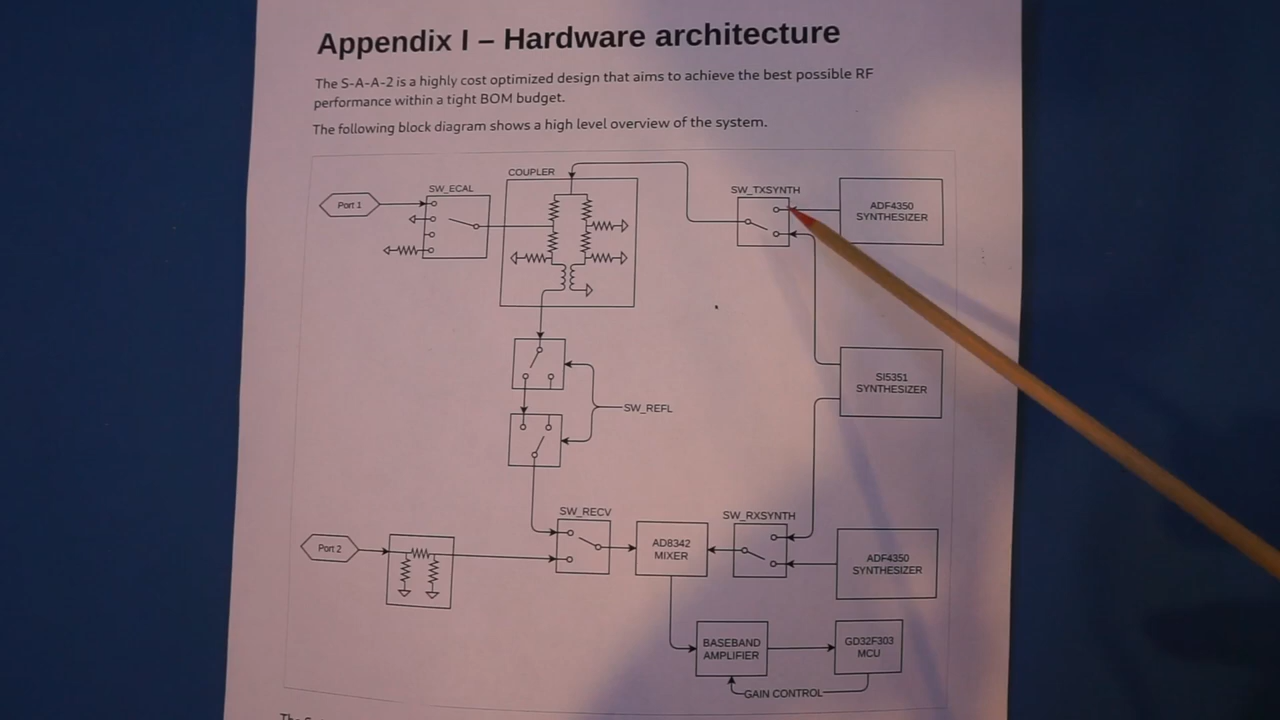 Appendix I – Hardware architecture
The S-A-A-2 is a highly cost optimized design that aims to achieve the best possible RF
performance within a tight BOM budget.
The following block diagram shows a high level overview of the system.
COUPLER
SW_ECAL
SW_TXSYNTH
Port 1
ADF4350
SYNTHESIZER
SI5351
SYNTHESIZER
SW_REFL
SW_RECV
SW_RXSYNTH
Port 2
AD8342
MIXER
ADF4350
SYNTHESIZER
BASEBAND
AMPLIFIER
GD32F303
MCU
GAIN CONTROL